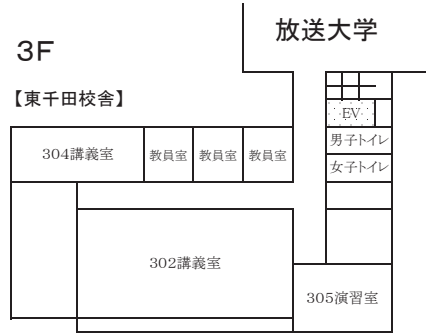 放送大学
3F
【東千田校舎】
EV
男子トイレ
304講義室
教員室
教員室
教員室
女子トイレ
302講義室
305演習室